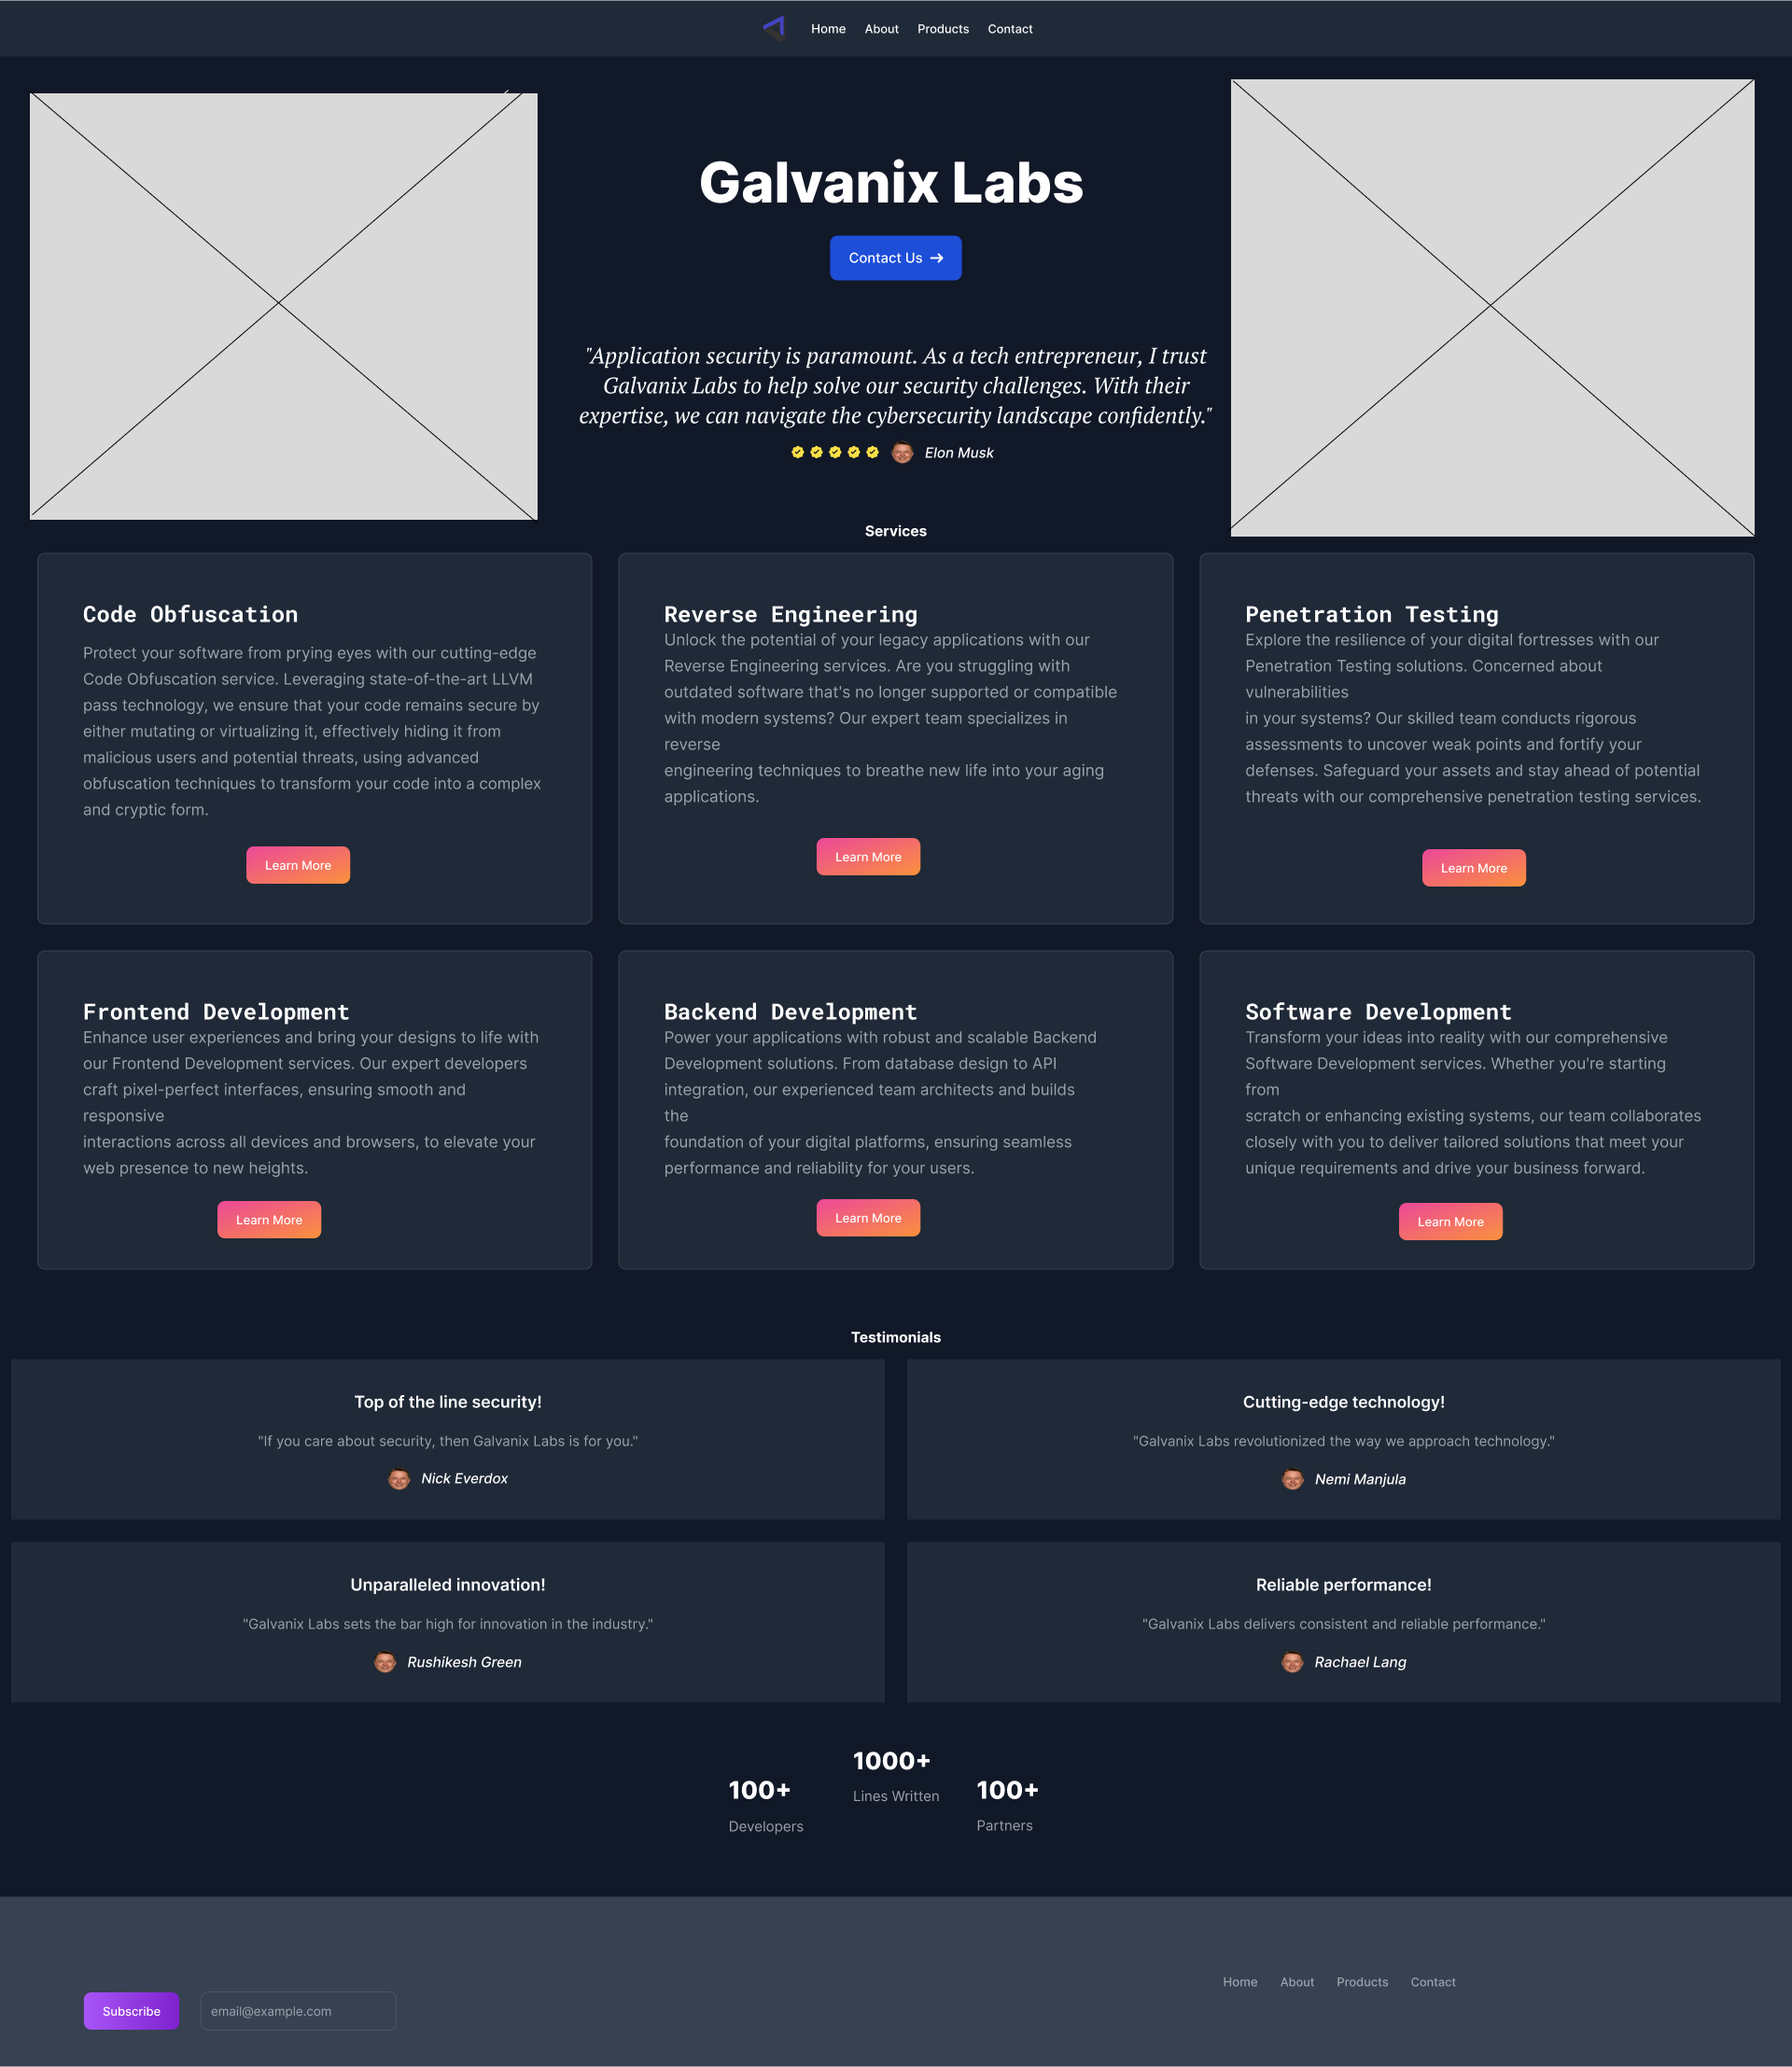 Home About Products Contact
Galvanix Labs
Contact Us →
"Application security is paramount. As a tech entrepreneur, I trust
Galvanix Labs to help solve our security challenges. With their
expertise, we can navigate the cybersecurity landscape confidently."
Elon Musk
Services
Code Obfuscation
Protect your software from prying eyes with our cutting-edge
Code Obfuscation service. Leveraging state-of-the-art LLVM
pass technology, we ensure that your code remains secure by
either mutating or virtualizing it, effectively hiding it from
malicious users and potential threats, using advanced
obfuscation techniques to transform your code into a complex
and cryptic form.
Learn More
Reverse Engineering
Unlock the potential of your legacy applications with our
Reverse Engineering services. Are you struggling with
outdated software that's no longer supported or compatible
with modern systems? Our expert team specializes in
reverse
engineering techniques to breathe new life into your aging
applications.
Learn More
Penetration Testing
Explore the resilience of your digital fortresses with our
Penetration Testing solutions. Concerned about
vulnerabilities
in your systems? Our skilled team conducts rigorous
assessments to uncover weak points and fortify your
defenses. Safeguard your assets and stay ahead of potential
threats with our comprehensive penetration testing services.
Learn More
Frontend Development
Enhance user experiences and bring your designs to life with
our Frontend Development services. Our expert developers
craft pixel-perfect interfaces, ensuring smooth and
responsive
interactions across all devices and browsers, to elevate your
web presence to new heights.
Learn More
Backend Development
Power your applications with robust and scalable Backend
Development solutions. From database design to API
integration, our experienced team architects and builds
the
foundation of your digital platforms, ensuring seamless
performance and reliability for your users.
Learn More
Software Development
Transform your ideas into reality with our comprehensive
Software Development services. Whether you're starting
from
scratch or enhancing existing systems, our team collaborates
closely with you to deliver tailored solutions that meet your
unique requirements and drive your business forward.
Learn More
Testimonials
Top of the line security!
"If you care about security, then Galvanix Labs is for you."
Nick Everdox
Cutting-edge technology!
"Galvanix Labs revolutionized the way we approach technology."
Nemi Manjula
Unparalleled innovation!
"Galvanix Labs sets the bar high for innovation in the industry."
Rushikesh Green
Reliable performance!
"Galvanix Labs delivers consistent and reliable performance."
Rachael Lang
100+
Developers
1000+
Lines Written
100+
Partners
Subscribe
email@example.com
Home About Products Contact